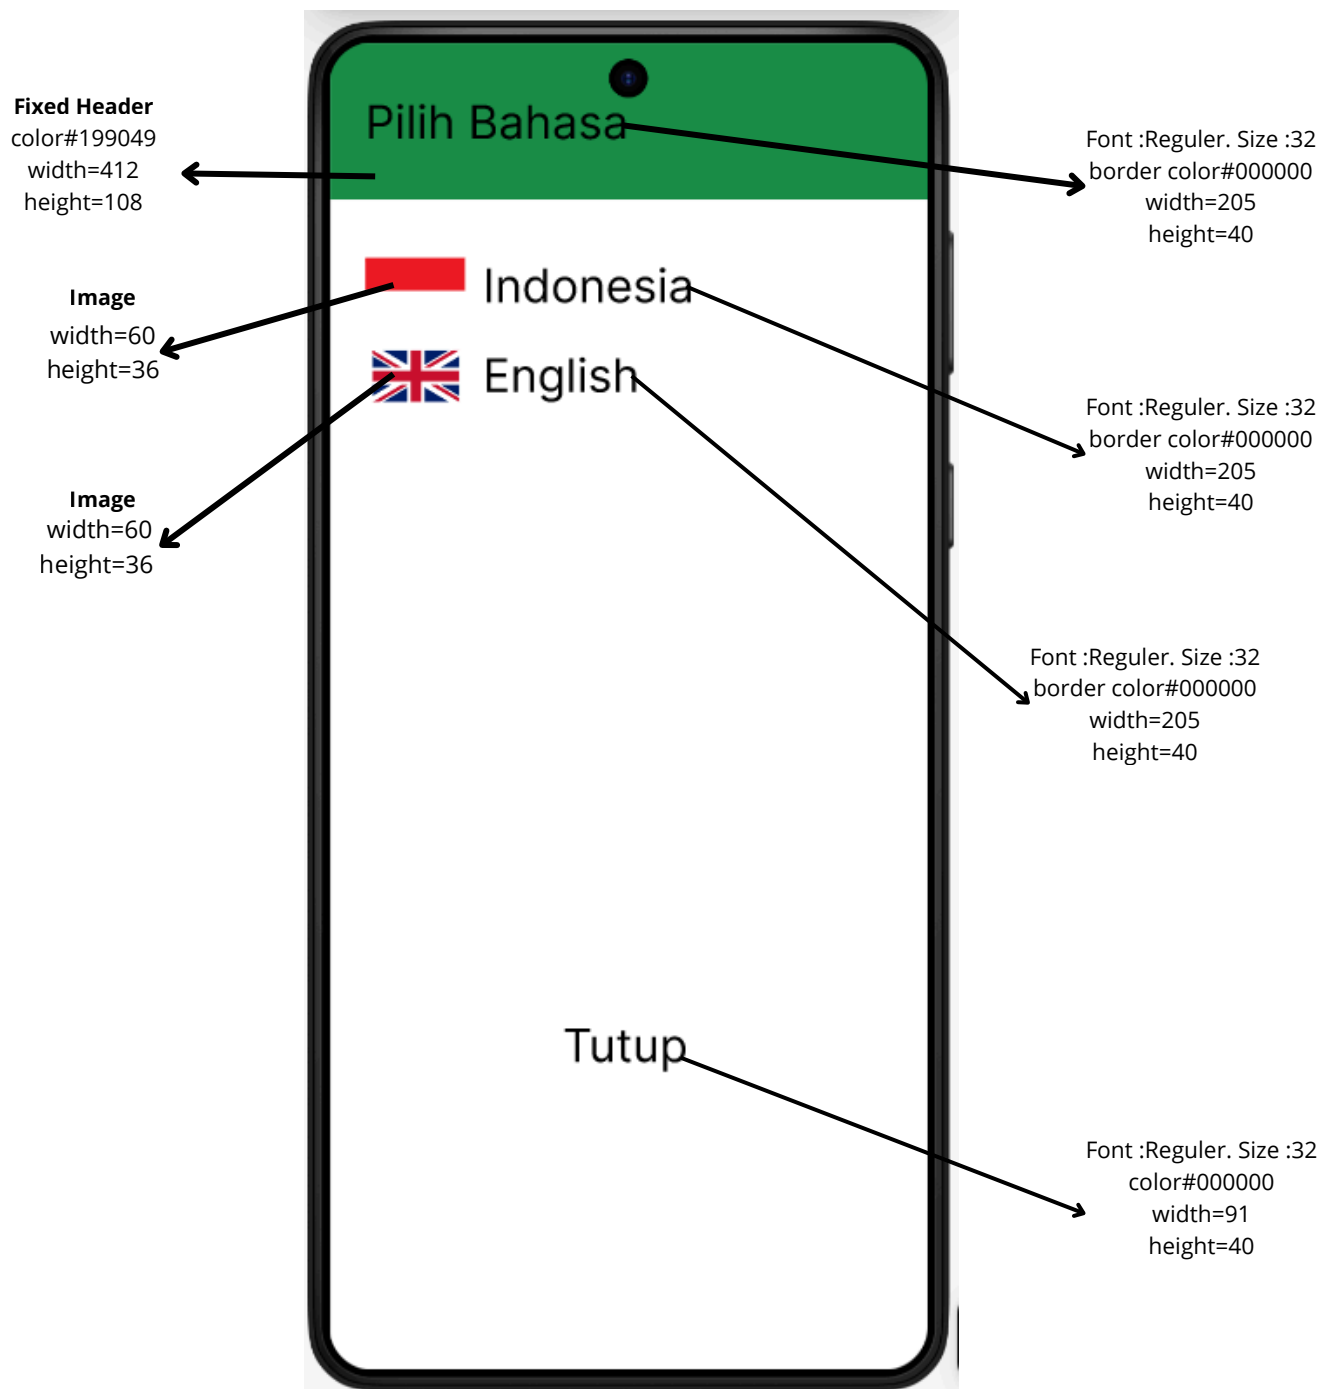 Fixed Header
color#199049
width=412
height=108
Image
width=60
height=36
Image
width=60
height=36
Pilih Bahasa
Indonesia
English
Tutup
Font :Reguler. Size :32
border color#000000
width=205
height=40
Font :Reguler. Size :32
border color#000000
width=205
height=40
Font :Reguler. Size :32
border color#000000
width=205
height=40
Font :Reguler. Size :32
color#000000
width=91
height=40